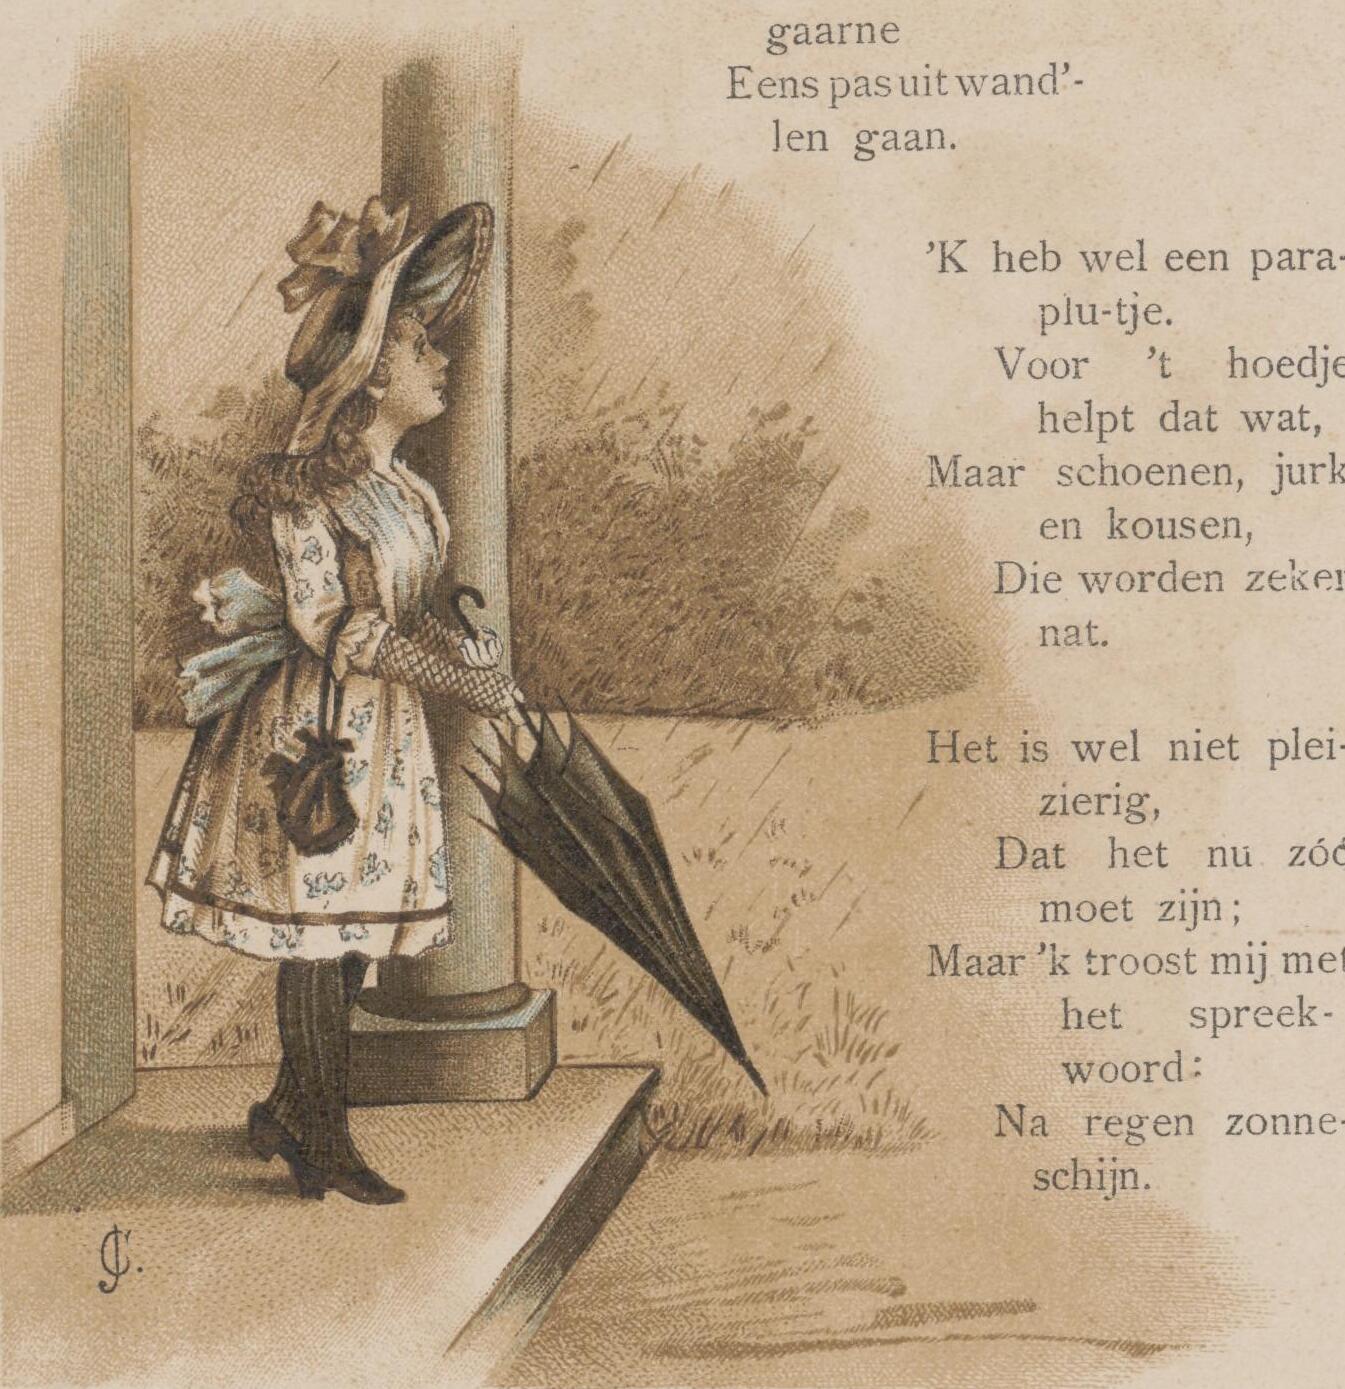 gaarne
Eens pas uit wand'-
len gaan.
'K heb wel een para-
plu-tje.
Voor 't hoedje
helpt dat wat,
Maar schoenen, jurk
en kousen,
Die worden zeker
nat.
Het is wel niet plei-
zierig,
Dat het nu zóó
moet zijn;
Maar 'k troost mij met
het spreek-
woord:
Na regen zonne-
schijn.
JC.